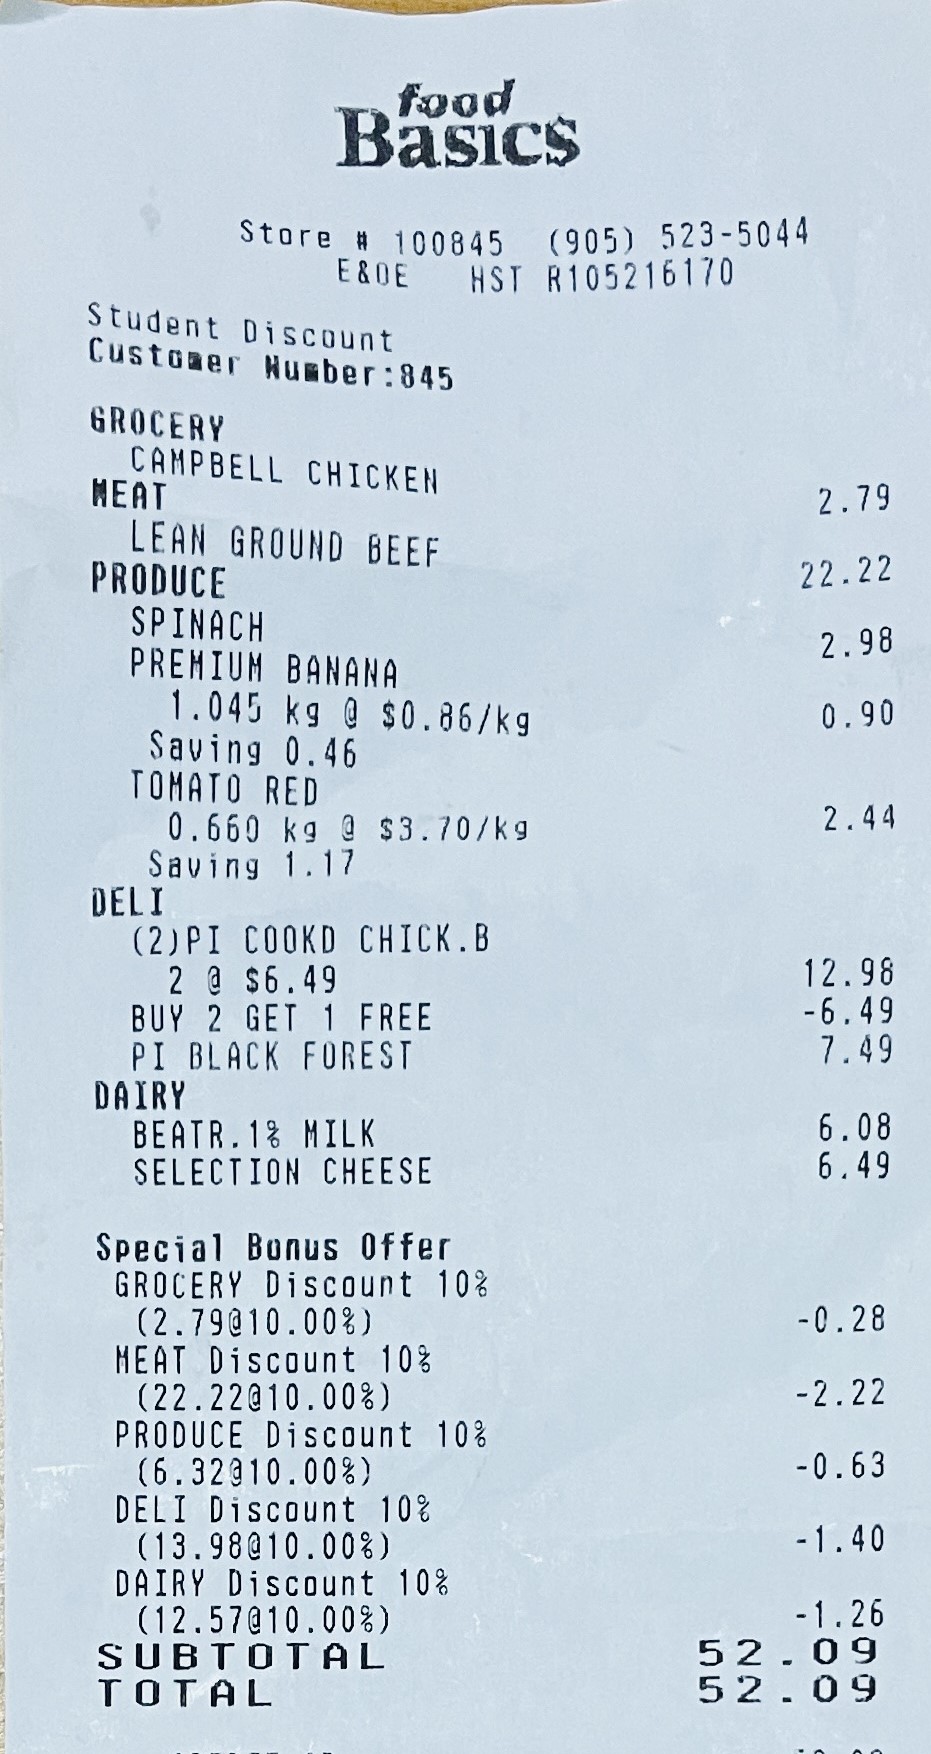 food
Basics
Store # 100845 (905) 523-5044
E&OE HST R105216170
Student Discount
Customer Number:845
GROCERY
CAMPBELL CHICKEN 2.79
MEAT
LEAN GROUND BEEF 22.22
PRODUCE
SPINACH 2.98
PREMIUM BANANA
1.045 kg @ $0.86/kg 0.90
Saving 0.46
TOMATO RED
0.660 kg @ $3.70/kg 2.44
Saving 1.17
DELI
(2)PI COOKD CHICK.B
2 @ $6.49 12.98
BUY 2 GET 1 FREE -6.49
PI BLACK FOREST 7.49
DAIRY
BEATR.1% MILK 6.08
SELECTION CHEESE 6.49
Special Bonus Offer
GROCERY Discount 10%
(2.79@10.00%) -0.28
MEAT Discount 10%
(22.22@10.00%) -2.22
PRODUCE Discount 10%
(6.32@10.00%) -0.63
DELI Discount 10%
(13.98@10.00%) -1.40
DAIRY Discount 10%
(12.57@10.00%) -1.26
SUBTOTAL 52.09
TOTAL 52.09